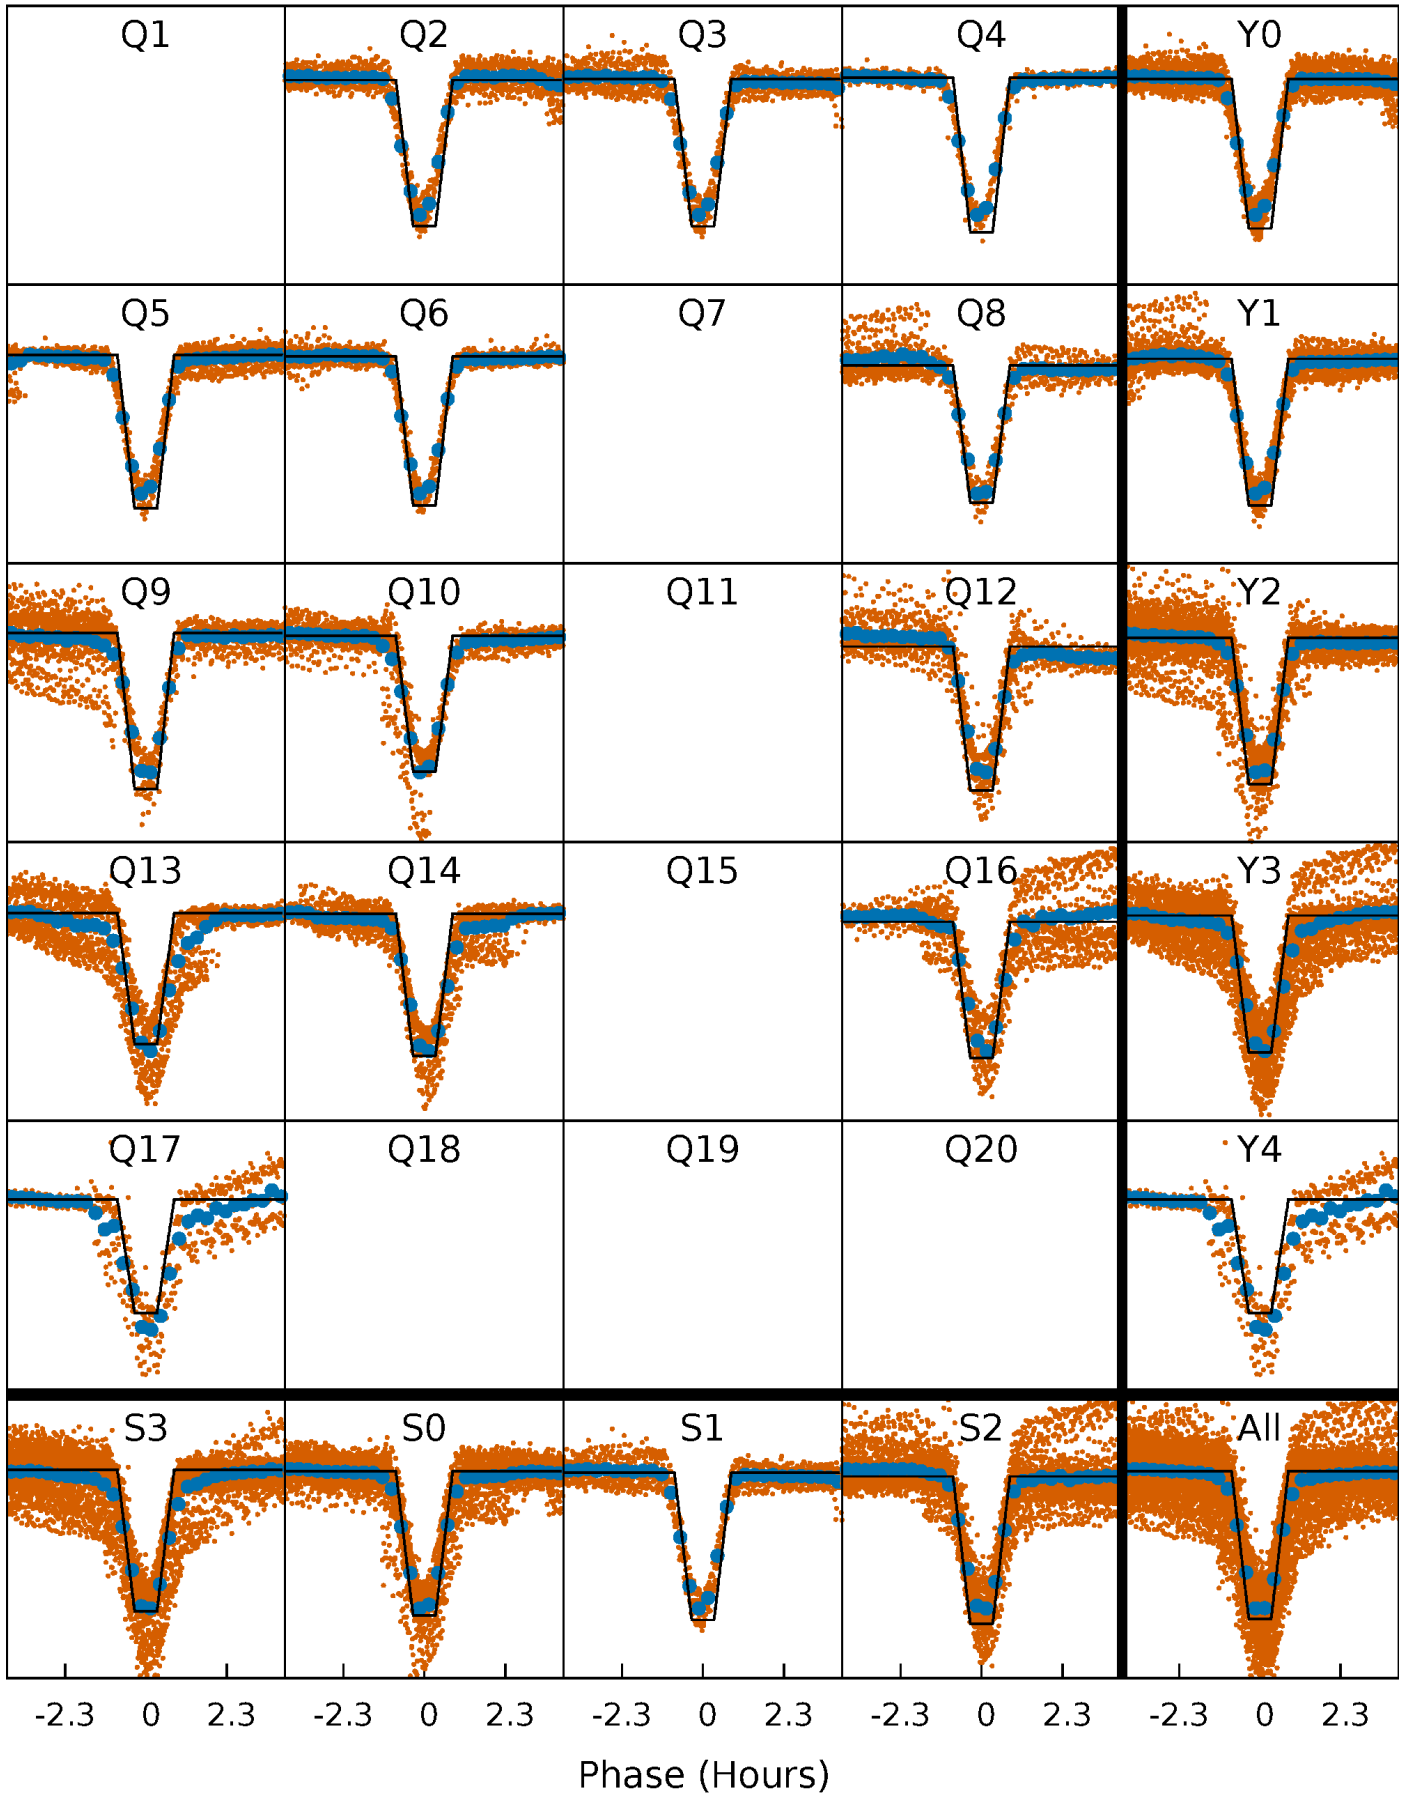 Q1 Q2 Q3 Q4 Y0
Q5 Q6 Q7 Q8 Y1
Q9 Q10 Q11 Q12 Y2
Q13 Q14 Q15 Q16 Y3
Q17 Q18 Q19 Q20 Y4
S3 S0 S1 S2 All
-2.3 0 2.3 -2.3 0 2.3 -2.3 0 2.3 -2.3 0 2.3 -2.3 0 2.3
Phase (Hours)